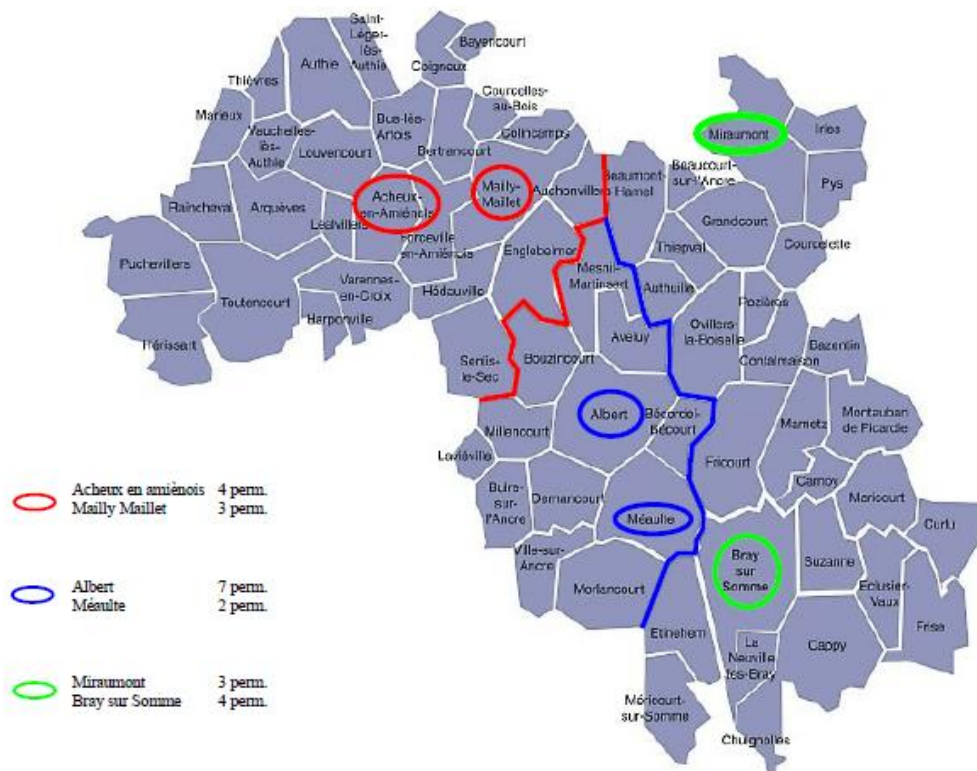 Saint-
Léger-
lès-
Authie
Bayencourt
Coigneux
Authie
Thièvres
Courcelles-
au-Bois
Marieux
Bus-lès-
Artois
Colincamps
Miraumont
Irles
Vauchelles-
lès-
Authie
Louvencourt
Bertrancourt
Beaucourt-
sur-l'Ancre
Pys
Mailly-
Maillet
Auchonvillers
Beaumont-
Hamel
Raincheval
Arquèves
Léalvillers
Acheux-
en-Amiénois
Grandcourt
Forceville
en-Amiénois
Englebelmer
Thiepval
Courcelette
Puchevillers
Mesnil-
Martinsart
Authuille
Toutencourt
Varennes-
en-Croix
Hédauville
Pozières
Harponville
Ovillers-
la-Boiselle
Hérissart
Aveluy
Bazentin
Senlis-
le-Sec
Bouzincourt
Contalmaison
Albert
Bécordel-
Bécourt
Mametz
Montauban
de Picardie
Millencourt
Laviéville
Fricourt
Carnoy
Buire-
sur-
l'Ancre
Dernancourt
Maricourt
Méaulte
Curlu
Ville-sur-
Ancre
Bray
sur
Somme
Suzanne
Morlancourt
Eclusier-
Vaux
Frise
Etinehem
La
Neuville
les-Bray
Cappy
Méricourt-
sur-Somme
Chuignolles
Acheux en amiènois 4 perm.
Mailly Maillet 3 perm.
Albert 7 perm.
Méaulte 2 perm.
Miraumont 3 perm.
Bray sur Somme 4 perm.